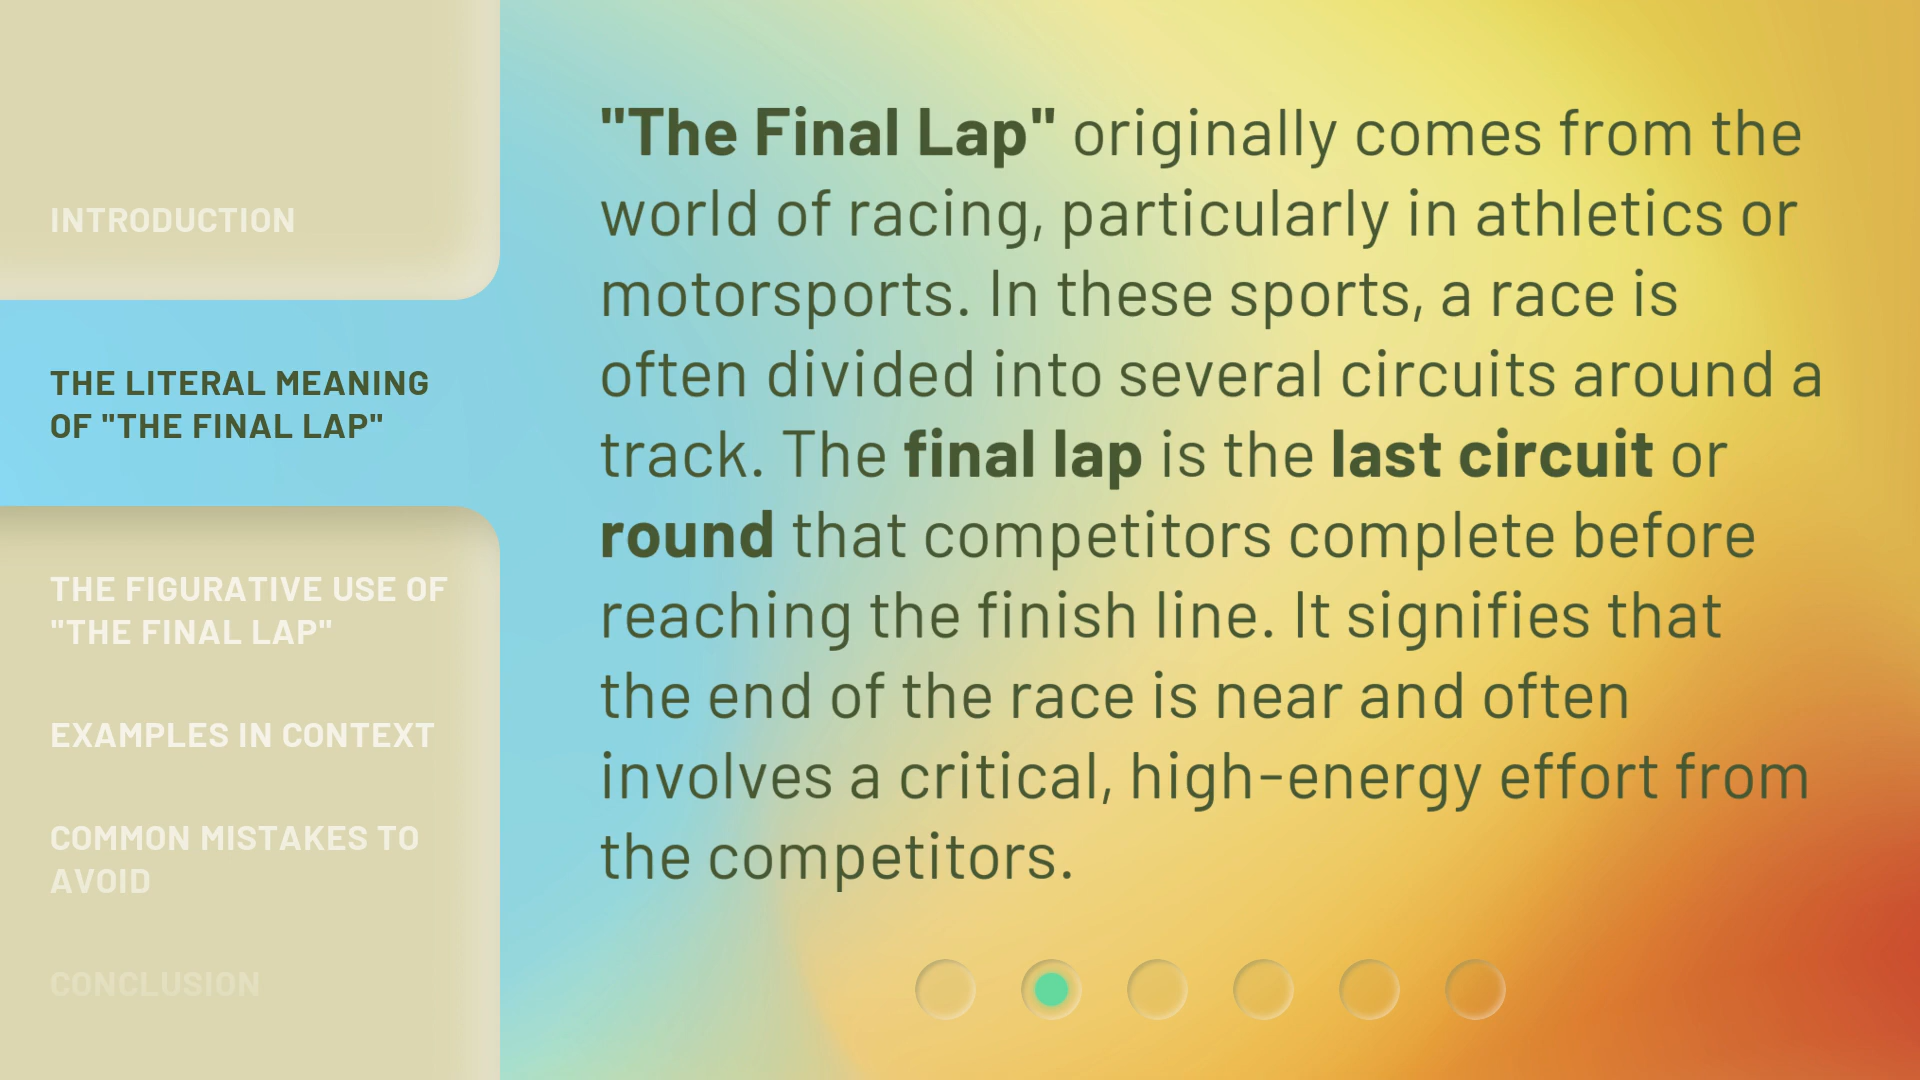 INTRODUCTION
THE LITERAL MEANING
OF "THE FINAL LAP"
THE FIGURATIVE USE OF
"THE FINAL LAP"
EXAMPLES IN CONTEXT
COMMON MISTAKES TO
AVOID
CONCLUSION
"The Final Lap" originally comes from the
world of racing, particularly in athletics or
motorsports. In these sports, a race is
often divided into several circuits around a
track. The final lap is the last circuit or
round that competitors complete before
reaching the finish line. It signifies that
the end of the race is near and often
involves a critical, high-energy effort from
the competitors.